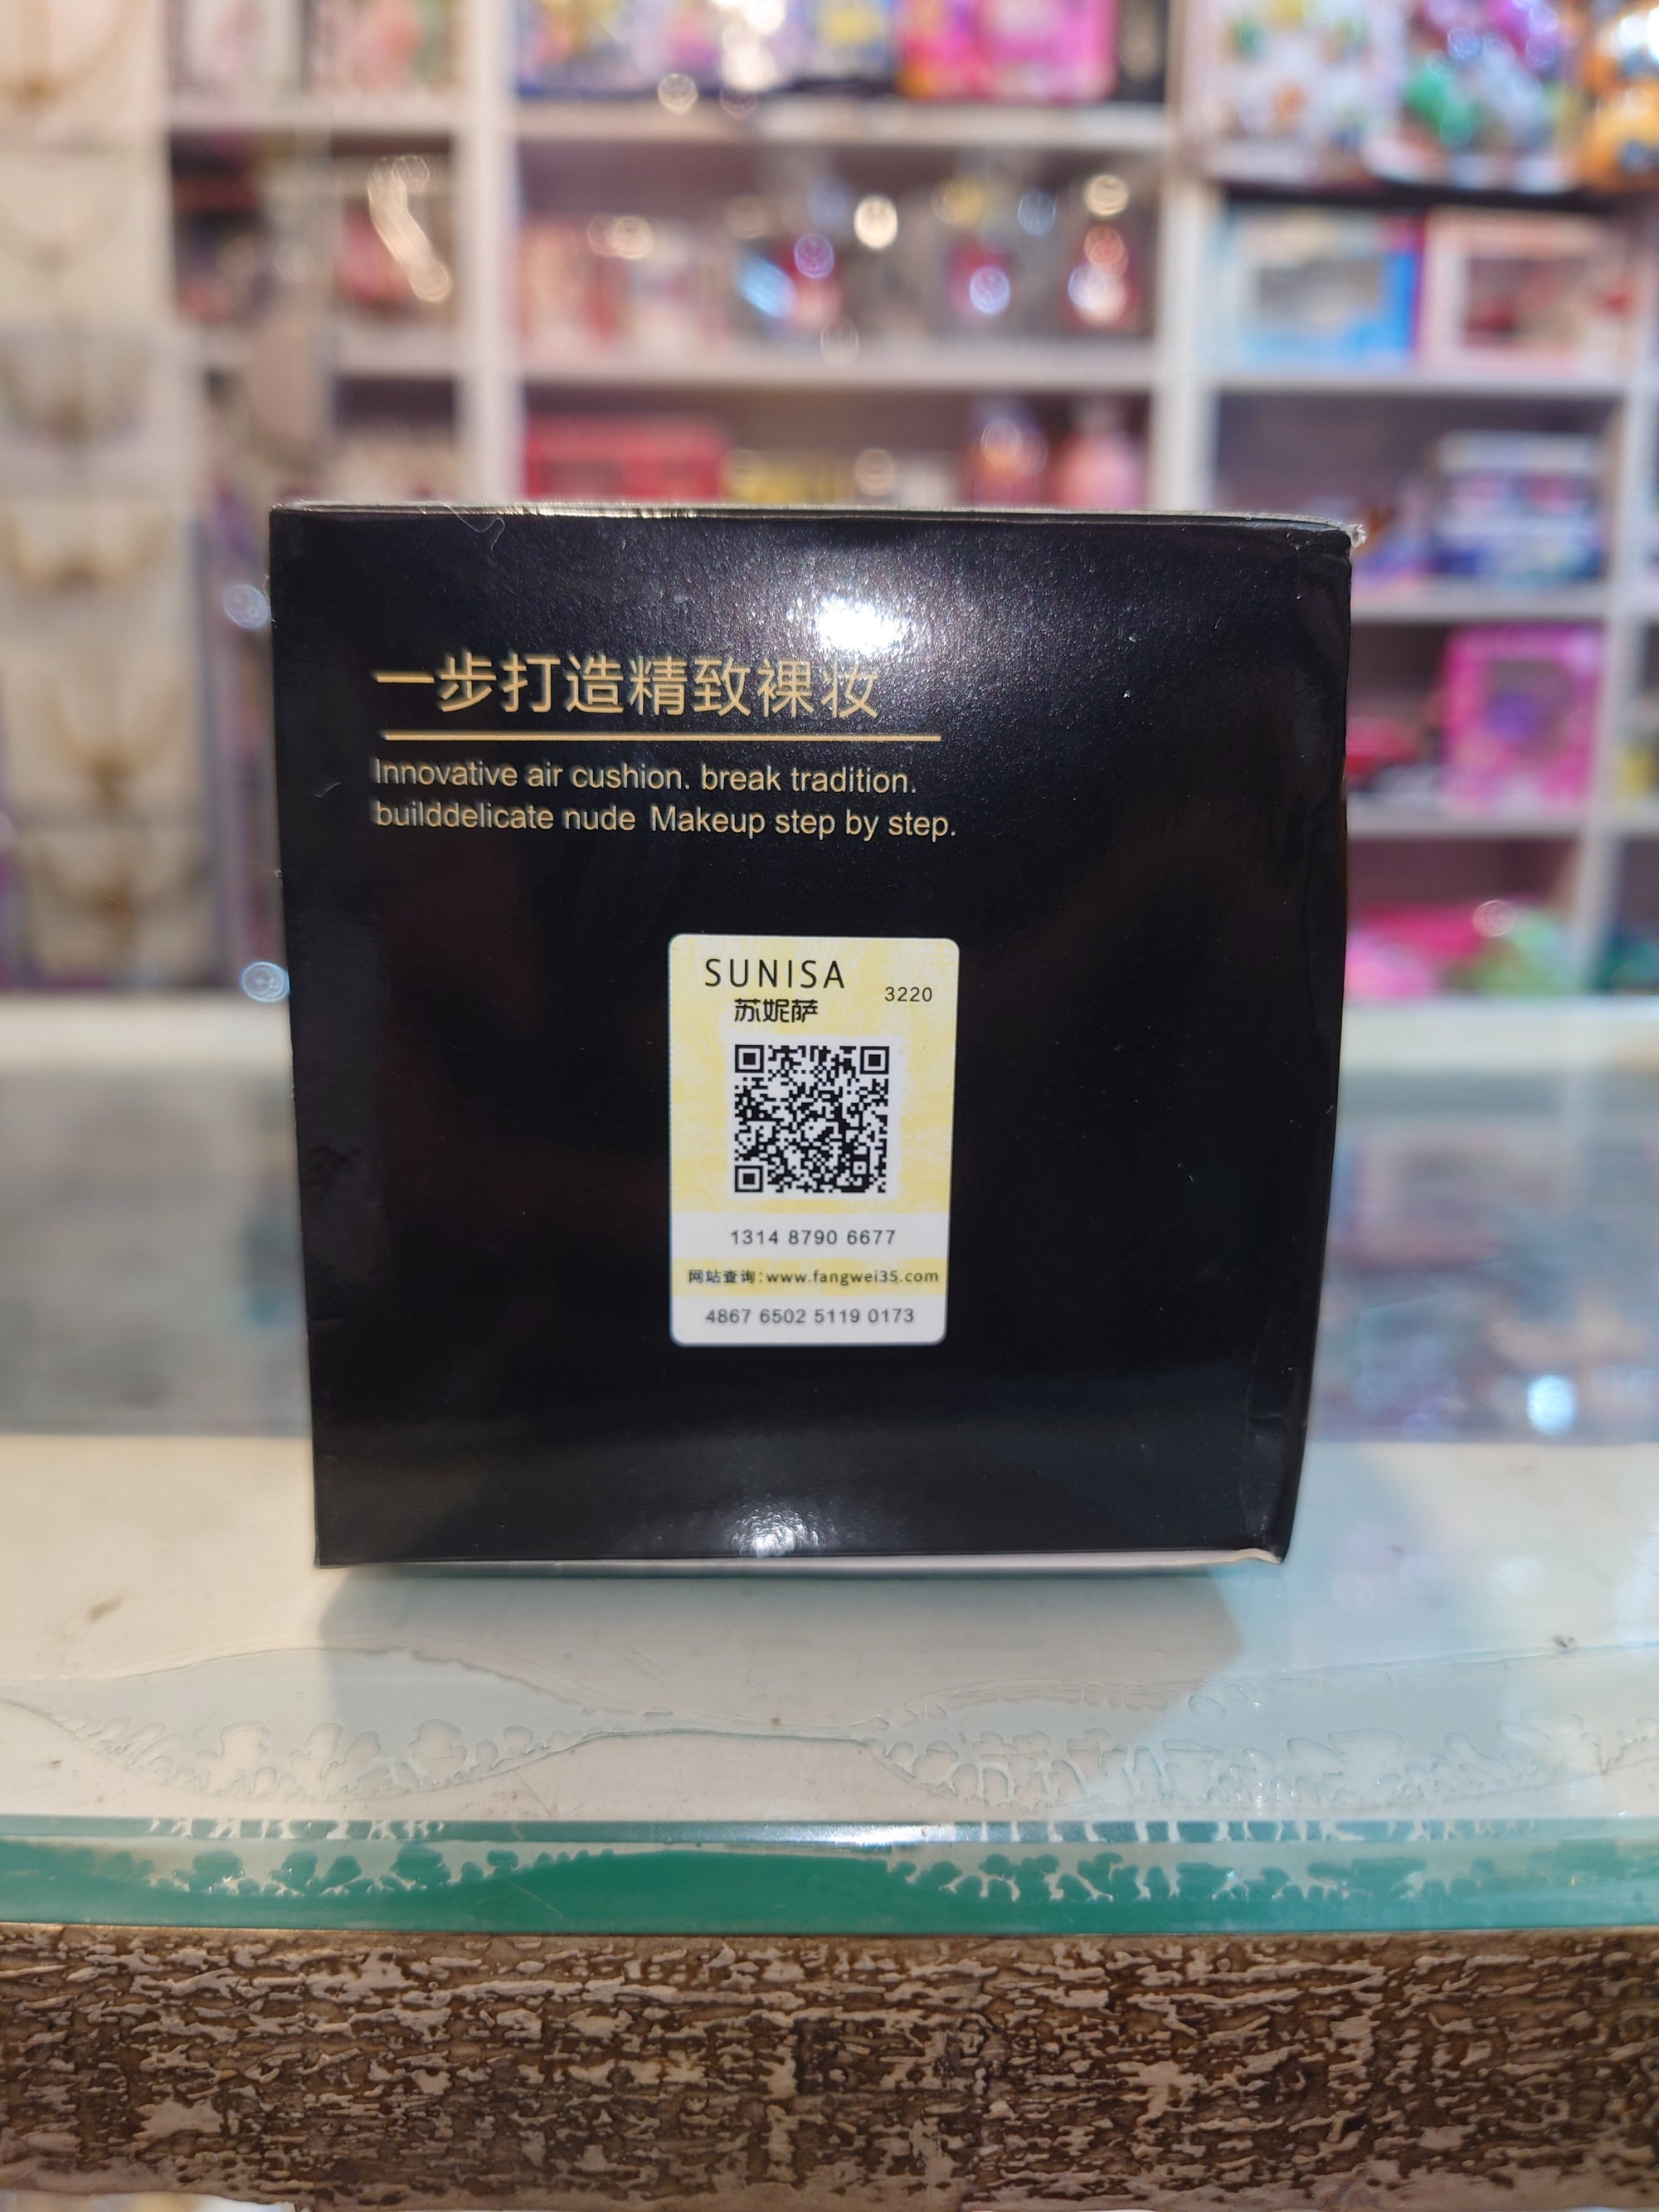 一步打造精致裸妆
Innovative air cushion. break tradition.
builddelicate nude Makeup step by step.
SUNISA
3220
苏妮萨
1314 8790 6677
网站查询:www.fangwei35.com
4867 6502 5119 0173